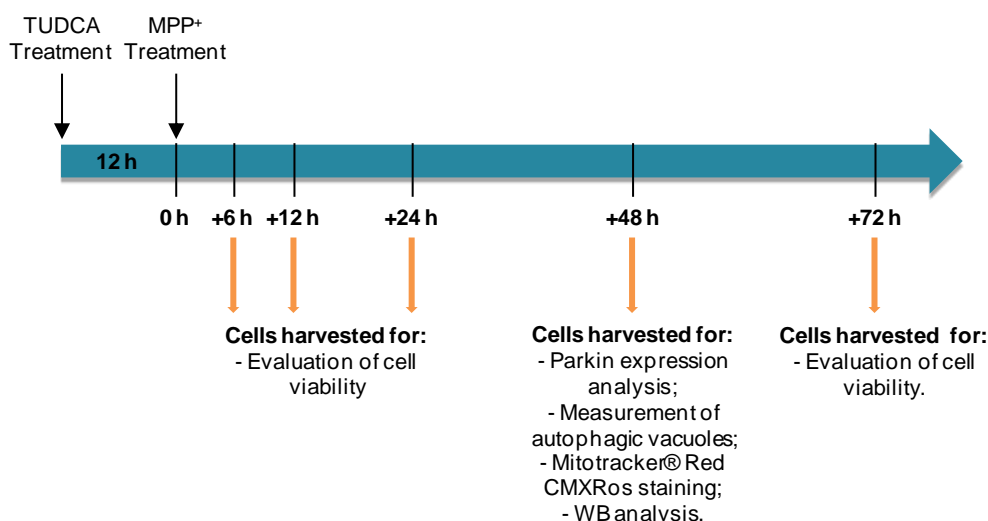 TUDCA
Treatment
MPP⁺
Treatment
12 h
0 h
+6 h
+12 h
+24 h
+48 h
+72 h
Cells harvested for:
- Evaluation of cell
viability
Cells harvested for:
- Parkin expression
analysis;
- Measurement of
autophagic vacuoles;
- Mitotracker® Red
CMXRos staining;
- WB analysis.
Cells harvested for:
- Evaluation of cell
viability.